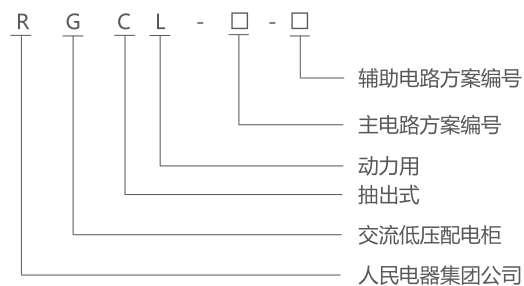 R G C L - □ - □
辅助电路方案编号
主电路方案编号
动力用
抽出式
交流低压配电柜
人民电器集团公司